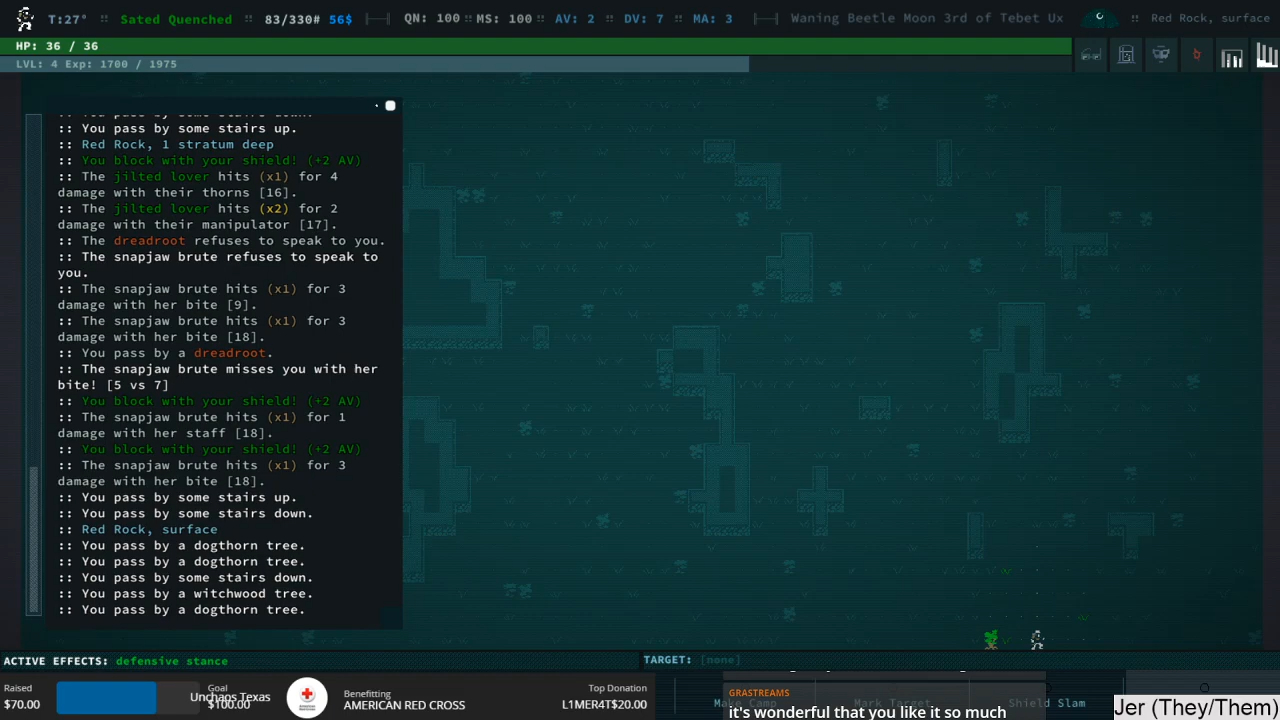 T:27° :: Sated Quenched :: 83/330# 56$ QN: 100 :: MS: 100 :: AV: 2 :: DV: 7 :: MA: 3 Waning Beetle Moon 3rd of Tebet Ux :: Red Rock, surface
HP: 36 / 36
LVL: 4 Exp: 1700 / 1975
:: You pass by some stairs up.
:: Red Rock, 1 stratum deep
:: You block with your shield! (+2 AV)
:: The jilted lover hits (x1) for 4
damage with their thorns [16].
:: The jilted lover hits (x2) for 2
damage with their manipulator [17].
:: The dreadroot refuses to speak to you.
:: The snapjaw brute refuses to speak to
you.
:: The snapjaw brute hits (x1) for 3
damage with her bite [9].
:: The snapjaw brute hits (x1) for 3
damage with her bite [18].
:: You pass by a dreadroot.
:: The snapjaw brute misses you with her
bite! [5 vs 7]
:: You block with your shield! (+2 AV)
:: The snapjaw brute hits (x1) for 1
damage with her staff [18].
:: You block with your shield! (+2 AV)
:: The snapjaw brute hits (x1) for 3
damage with her bite [18].
:: You pass by some stairs up.
:: You pass by some stairs down.
:: Red Rock, surface
:: You pass by a dogthorn tree.
:: You pass by a dogthorn tree.
:: You pass by some stairs down.
:: You pass by a witchwood tree.
:: You pass by a dogthorn tree.
ACTIVE EFFECTS: defensive stance
TARGET: [none]
Raised
$70.00
Goal
Unchaos Texas
Benefitting
AMERICAN RED CROSS
Top Donation
L1MERAT$20.00
GRASTREAMS
it's wonderful that you like it so much
Make Camp
Mark Target
Shield Slam
Jer (They/Them)